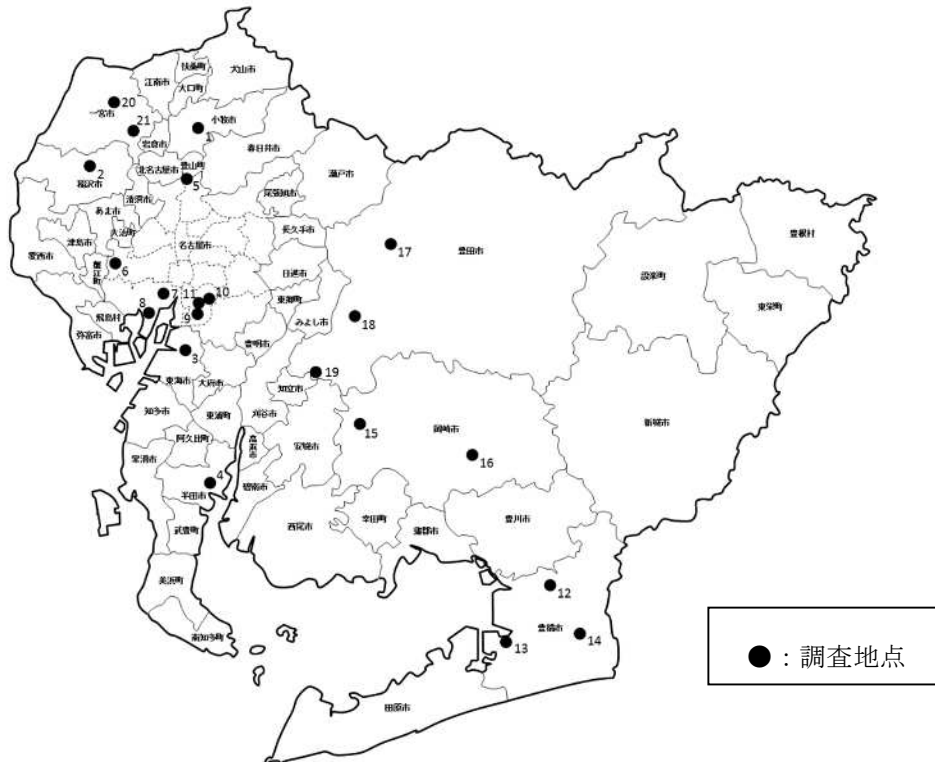 扶桑町
犬山市
江南市
大口町
20
一宮市
21
小牧市
1
岩倉市
春日井市
豊山町
北名古屋市
2
稲沢市
5
瀬戸市
尾張旭市
清須市
あま市
大治町
津島市
名古屋市
長久手市
17
豊田市
豊根村
設楽町
愛西市
蟹江町
6
日進市
東栄町
7
11
10
8
9
東郷町
みよし市
18
飛島村
弥富市
豊明市
3
東海市
大府市
19
知立市
知多市
東浦町
刈谷市
15
岡崎市
新城市
阿久比町
高浜市
安城市
16
常滑市
4
半田市
碧南市
西尾市
幸田町
蒲郡市
豊川市
武豊町
美浜町
12
南知多町
豊橋市
14
13
田原市
●：調査地点